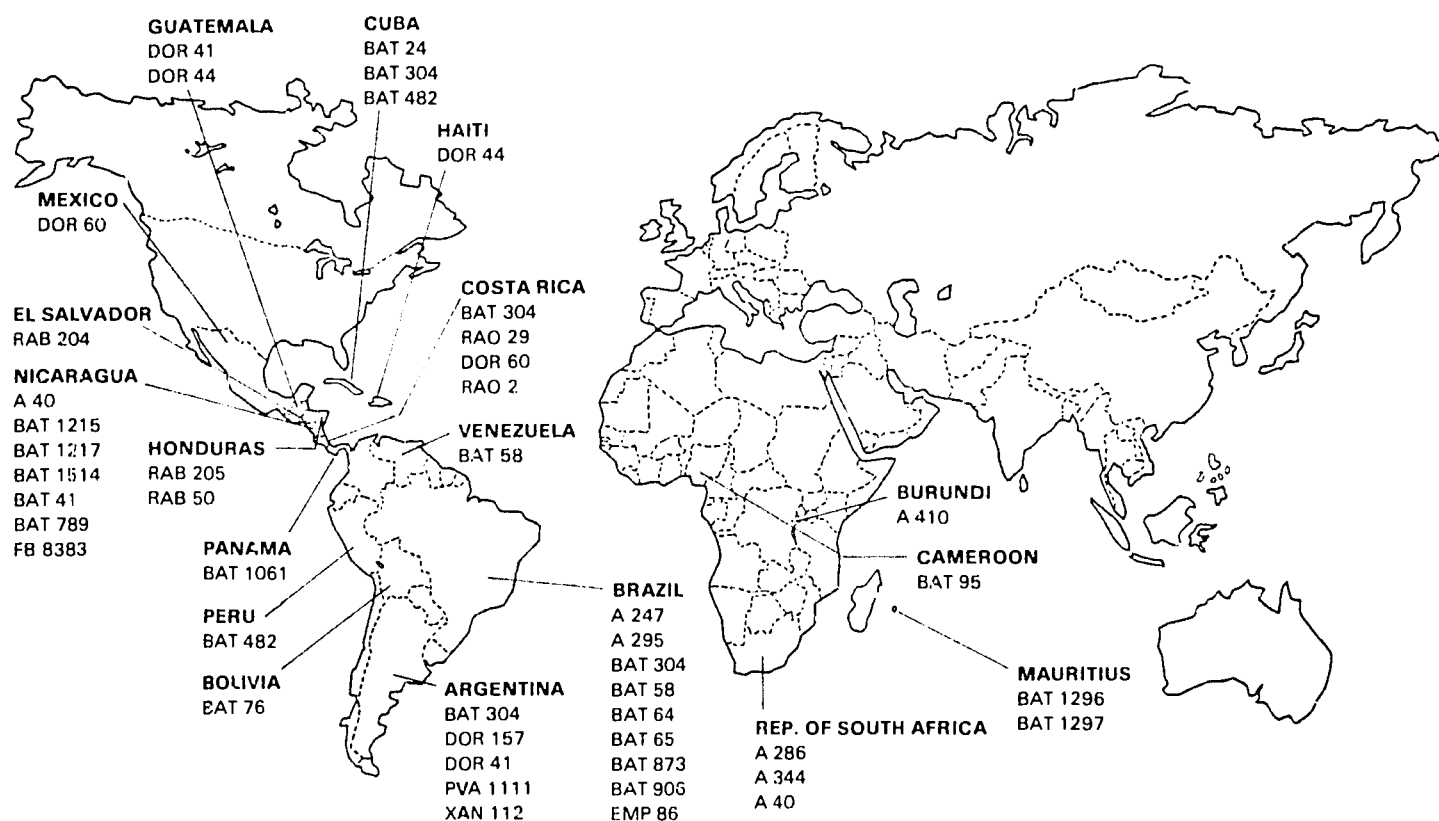 GUATEMALA
DOR 41
DOR 44
CUBA
BAT 24
BAT 304
BAT 482
HAITI
DOR 44
MEXICO
DOR 60
EL SALVADOR
RAB 204
NICARAGUA
A 40
BAT 1215
BAT 1217
BAT 1514
BAT 41
BAT 789
FB 8383
HONDURAS
RAB 205
RAB 50
COSTA RICA
BAT 304
RAO 29
DOR 60
RAO 2
VENEZUELA
BAT 58
PANAMA
BAT 1061
PERU
BAT 482
BOLIVIA
BAT 76
ARGENTINA
BAT 304
DOR 157
DOR 41
PVA 1111
XAN 112
BRAZIL
A 247
A 295
BAT 304
BAT 58
BAT 64
BAT 65
BAT 873
BAT 906
EMP 86
BURUNDI
A 410
CAMEROON
BAT 95
REP. OF SOUTH AFRICA
A 286
A 344
A 40
MAURITIUS
BAT 1296
BAT 1297